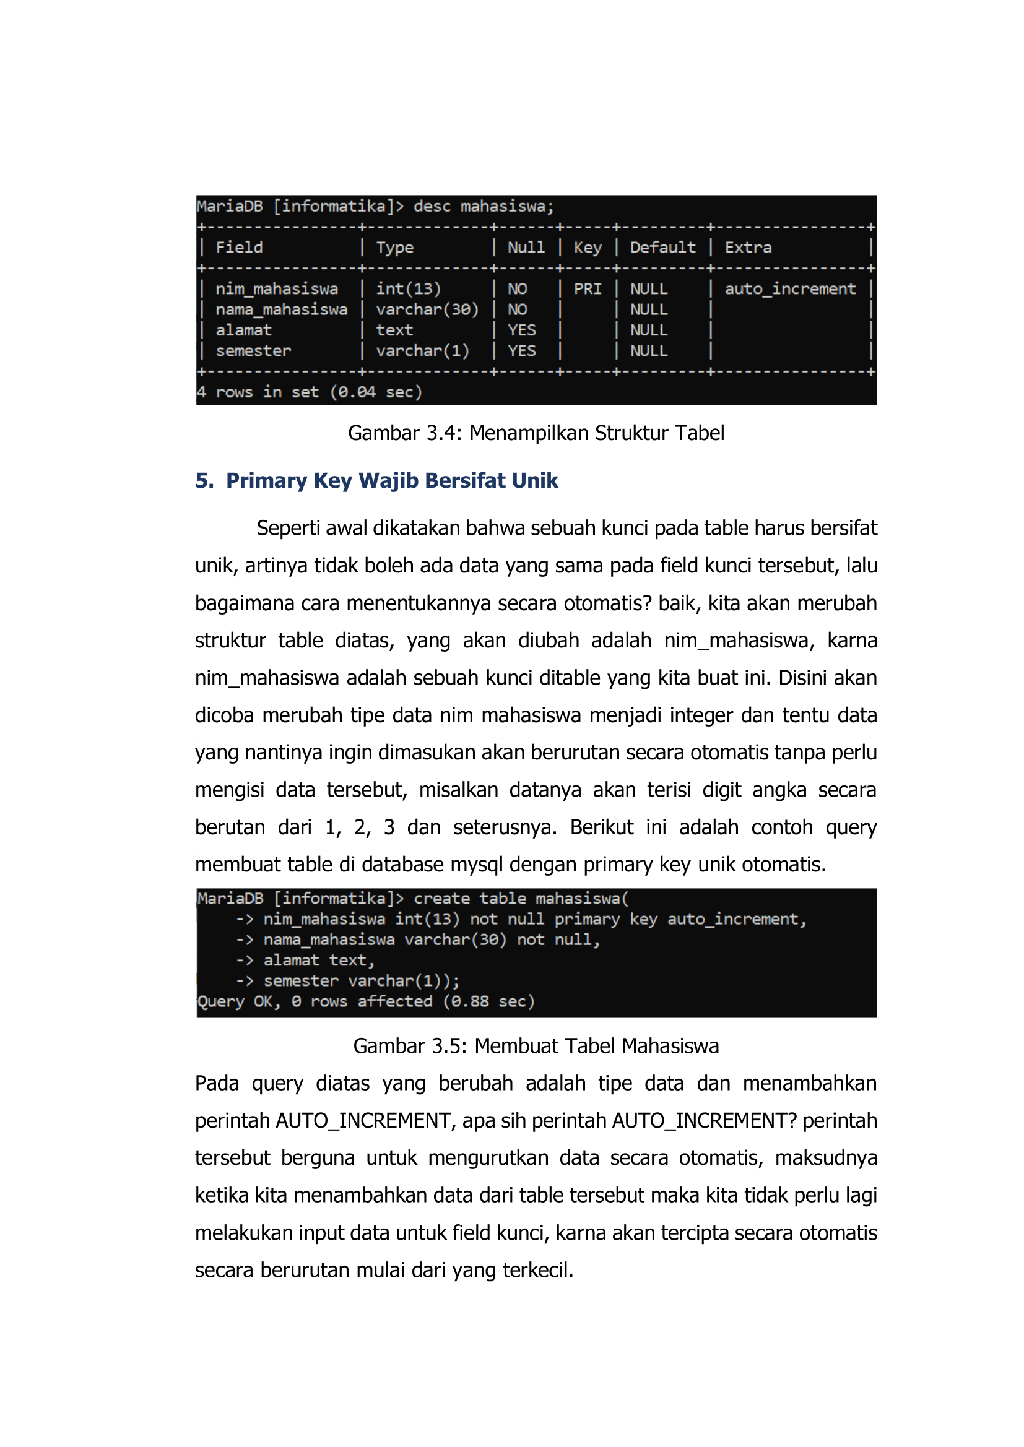 MariaDB [informatika]> desc mahasiswa;
+----------------+-------------+------+-----+---------+----------------+
| Field          | Type        | Null | Key | Default | Extra          |
+----------------+-------------+------+-----+---------+----------------+
| nim_mahasiswa  | int(13)     | NO   | PRI | NULL    | auto_increment |
| nama_mahasiswa | varchar(30) | NO   |     | NULL    |                |
| alamat         | text        | YES  |     | NULL    |                |
| semester       | varchar(1)  | YES  |     | NULL    |                |
+----------------+-------------+------+-----+---------+----------------+
4 rows in set (0.04 sec)
Gambar 3.4: Menampilkan Struktur Tabel
5. Primary Key Wajib Bersifat Unik
Seperti awal dikatakan bahwa sebuah kunci pada table harus bersifat
unik, artinya tidak boleh ada data yang sama pada field kunci tersebut, lalu
bagaimana cara menentukannya secara otomatis? baik, kita akan merubah
struktur table diatas, yang akan diubah adalah nim_mahasiswa, karna
nim_mahasiswa adalah sebuah kunci ditable yang kita buat ini. Disini akan
dicoba merubah tipe data nim mahasiswa menjadi integer dan tentu data
yang nantinya ingin dimasukan akan berurutan secara otomatis tanpa perlu
mengisi data tersebut, misalkan datanya akan terisi digit angka secara
berutan dari 1, 2, 3 dan seterusnya. Berikut ini adalah contoh query
membuat table di database mysql dengan primary key unik otomatis.
MariaDB [informatika]> create table mahasiswa(
-> nim_mahasiswa int(13) not null primary key auto_increment,
-> nama_mahasiswa varchar(30) not null,
-> alamat text,
-> semester varchar(1));
Query OK, 0 rows affected (0.88 sec)
Gambar 3.5: Membuat Tabel Mahasiswa
Pada query diatas yang berubah adalah tipe data dan menambahkan
perintah AUTO_INCREMENT, apa sih perintah AUTO_INCREMENT? perintah
tersebut berguna untuk mengurutkan data secara otomatis, maksudnya
ketika kita menambahkan data dari table tersebut maka kita tidak perlu lagi
melakukan input data untuk field kunci, karna akan tercipta secara otomatis
secara berurutan mulai dari yang terkecil.